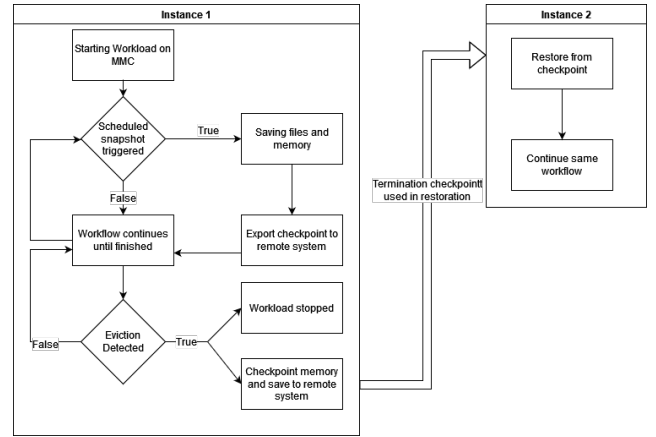 Instance 1
Starting Workload on
MMC
Scheduled
snapshot
triggered
True
Saving files and
memory
False
Workflow continues
until finished
Export checkpoint to
remote system
Eviction
Detected
False
True
Workload stopped
Checkpoint memory
and save to remote
system
Termination checkpointt
used in restoration
Instance 2
Restore from
checkpoint
Continue same
workflow